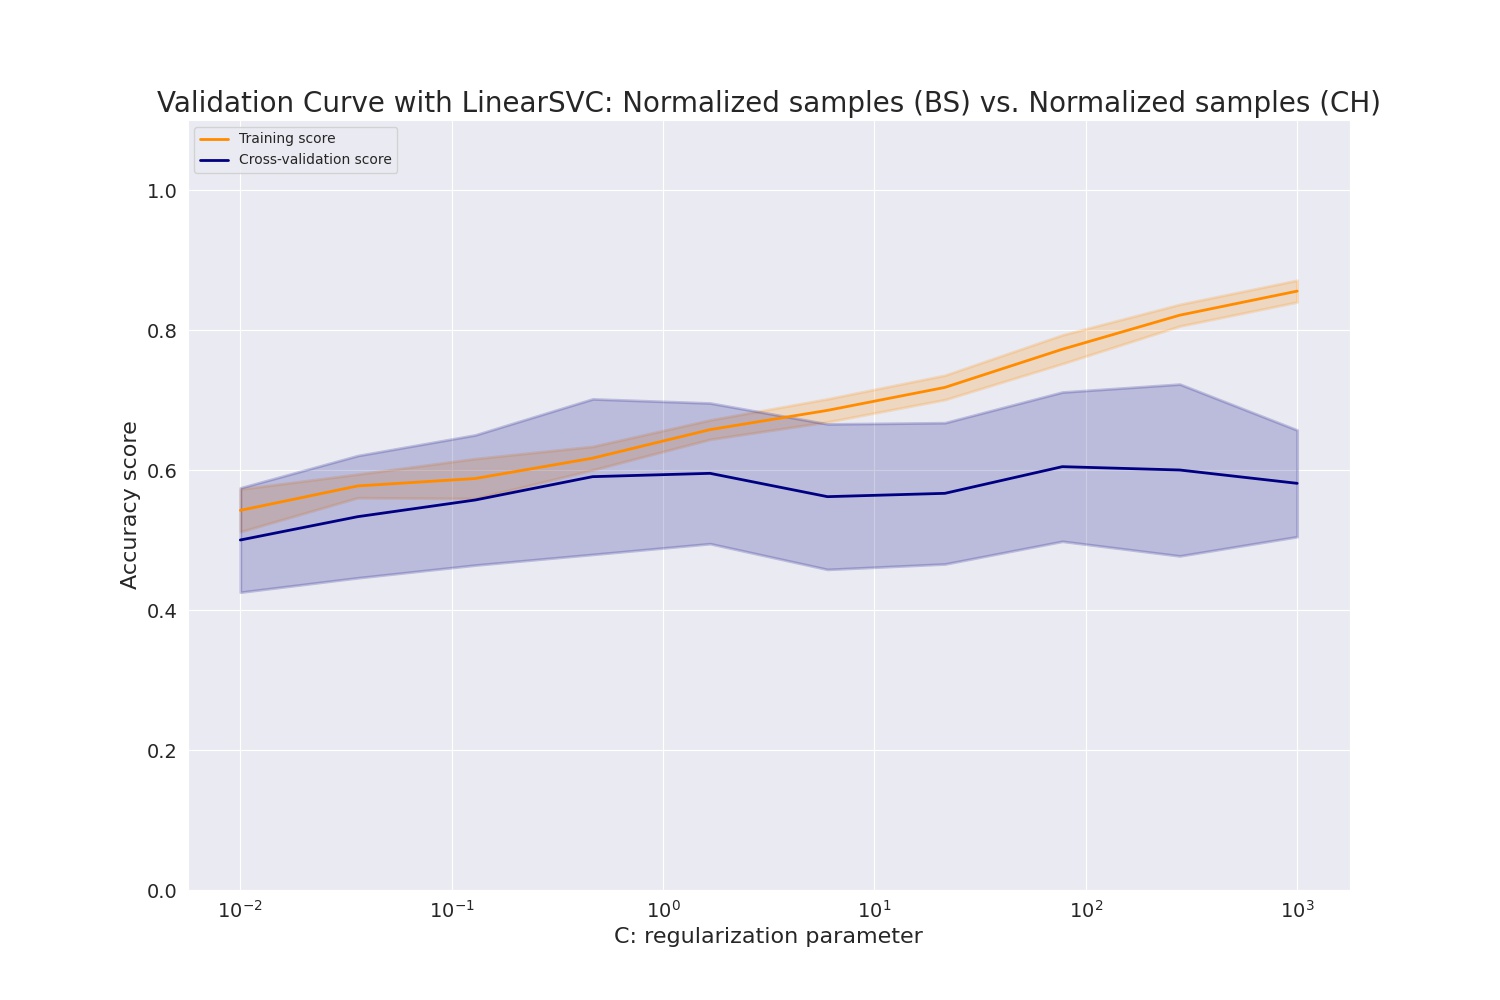 Validation Curve with LinearSVC: Normalized samples (BS) vs. Normalized samples (CH)
Training score
Cross-validation score
1.0
0.8
0.6
0.4
0.2
0.0
Accuracy score
10⁻² 10⁻¹ 10⁰ 10¹ 10² 10³
C: regularization parameter